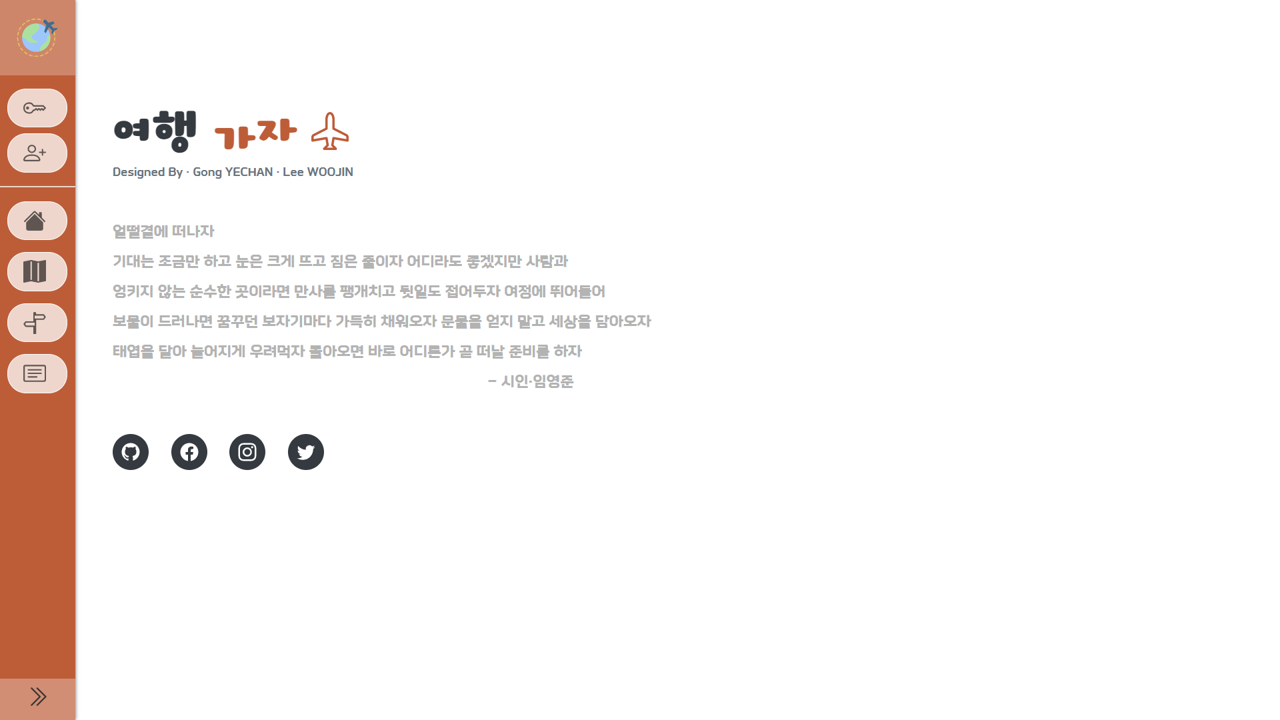 여행 가자
Designed By · Gong YECHAN · Lee WOOJIN
얼떨결에 떠나자
기대는 조금만 하고 눈은 크게 뜨고 짐은 줄이자 어디라도 좋겠지만 사람과
엉키지 않는 순수한 곳이라면 만사를 팽개치고 뒷일도 접어두자 여정에 뛰어들어
보물이 드러나면 꿈꾸던 보자기마다 가득히 채워오자 문물을 얻지 말고 세상을 담아오자
태엽을 달아 늘어지게 우려먹자 돌아오면 바로 어디론가 곧 떠날 준비를 하자
- 시인·임영준